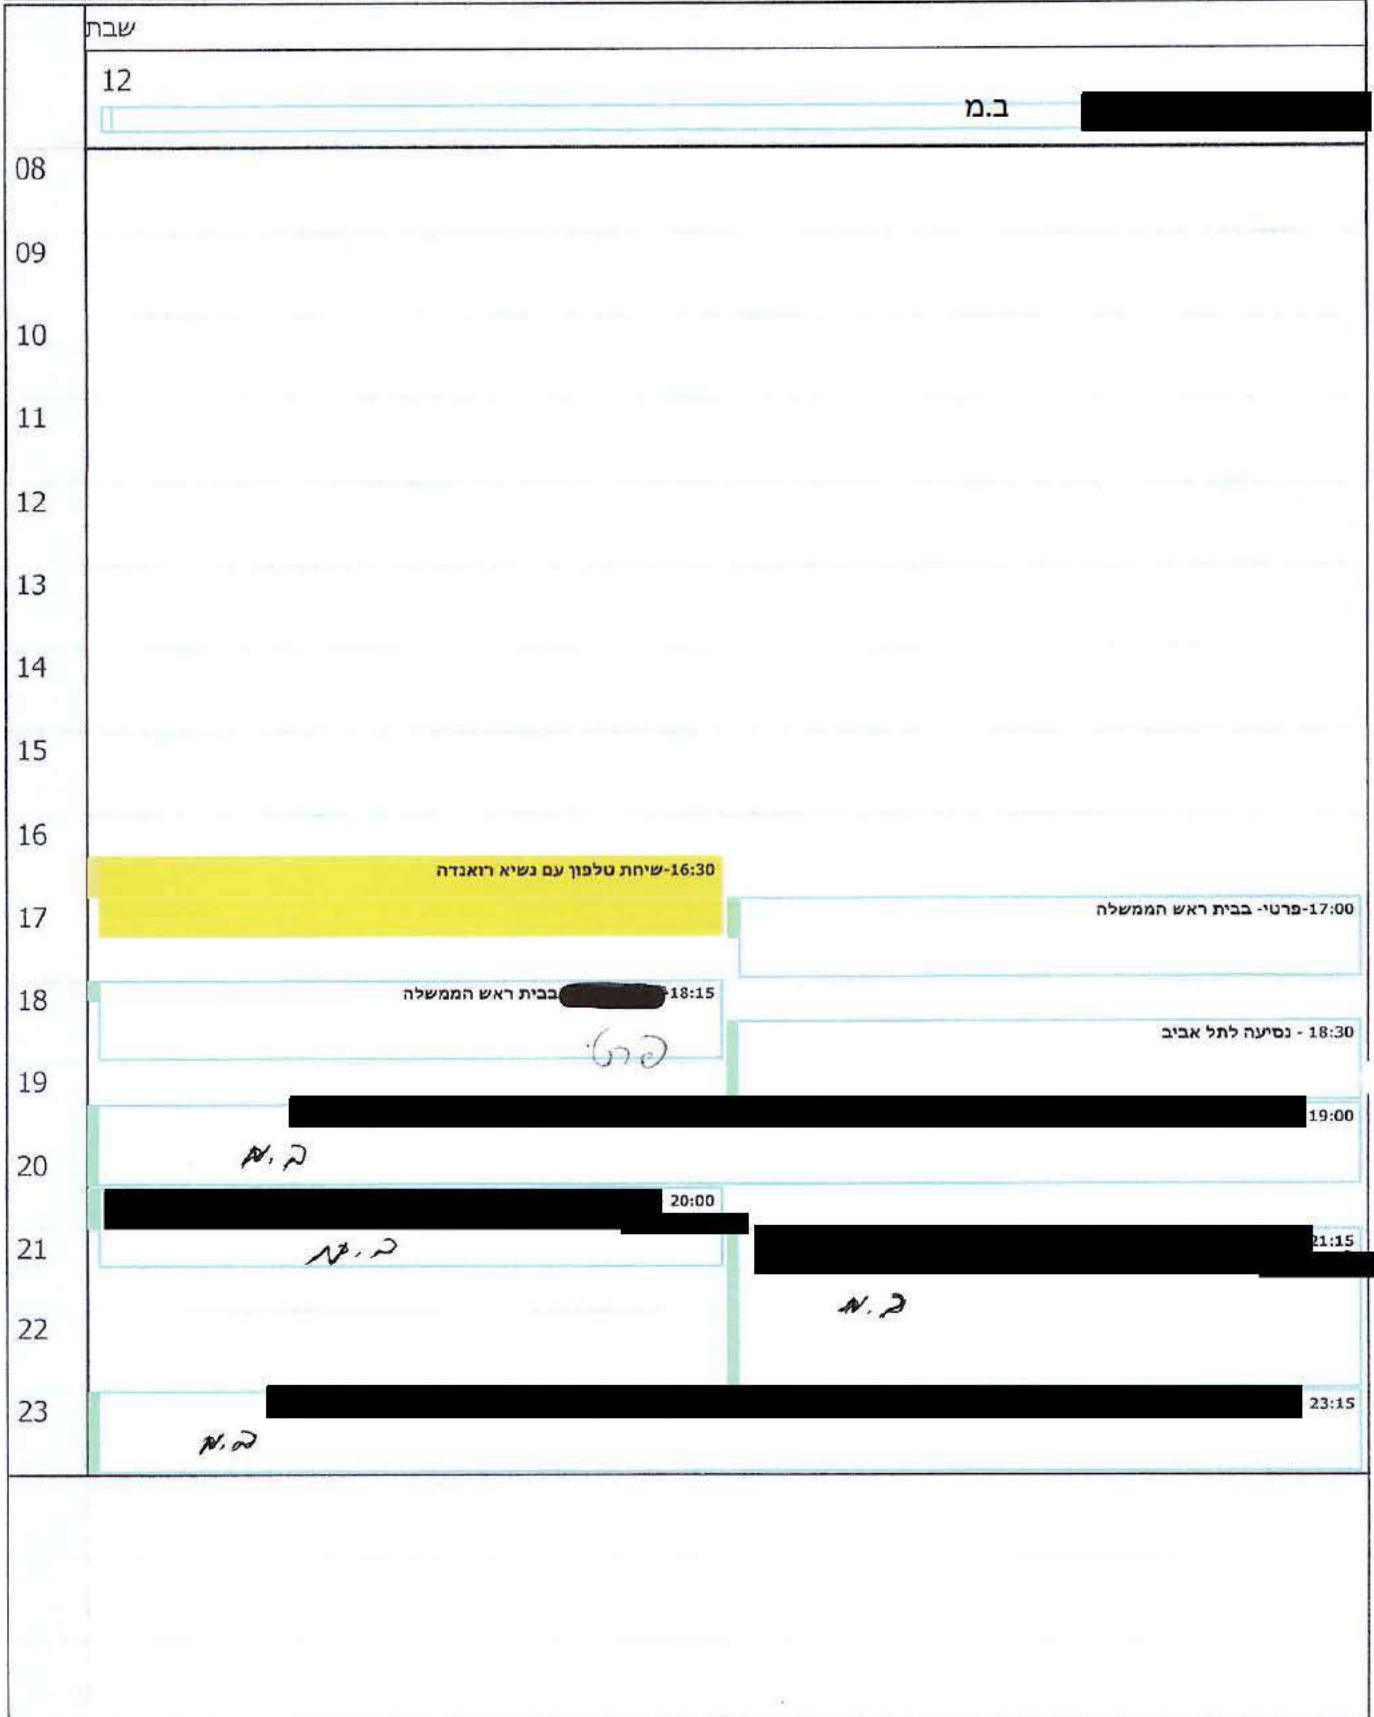 שבת
12
ב.מ
08
09
10
11
12
13
14
15
16
16:30-שיחת טלפון עם נשיא רואנדה
17:00-פרטי- בבית ראש הממשלה
17
18:15- בבית ראש הממשלה
18
18:30 - נסיעה לתל אביב
פרטי
19
19:00
ב.מ
20
20:00
21:15
21
ב.מ
ב.מ
22
23:15
23
ב.מ